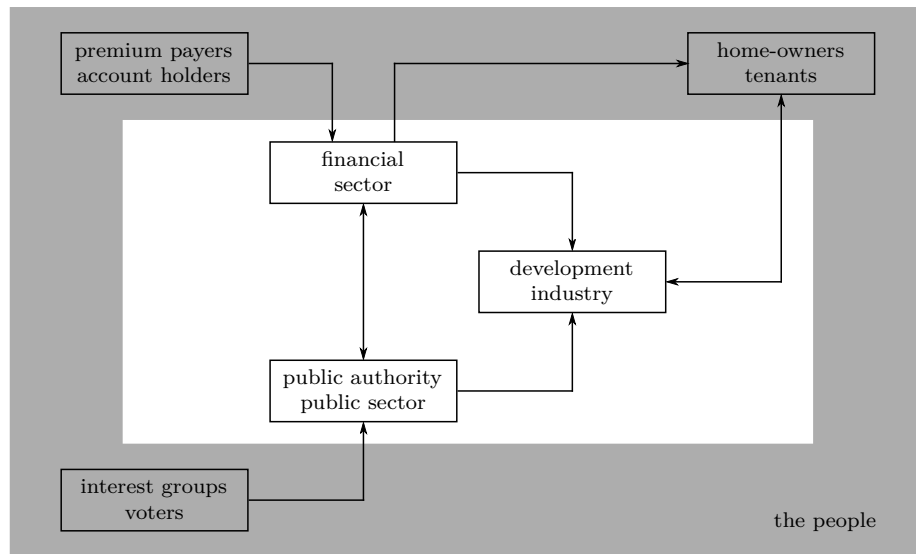 premium payers
account holders
home-owners
tenants
financial
sector
development
industry
public authority
public sector
interest groups
voters
the people